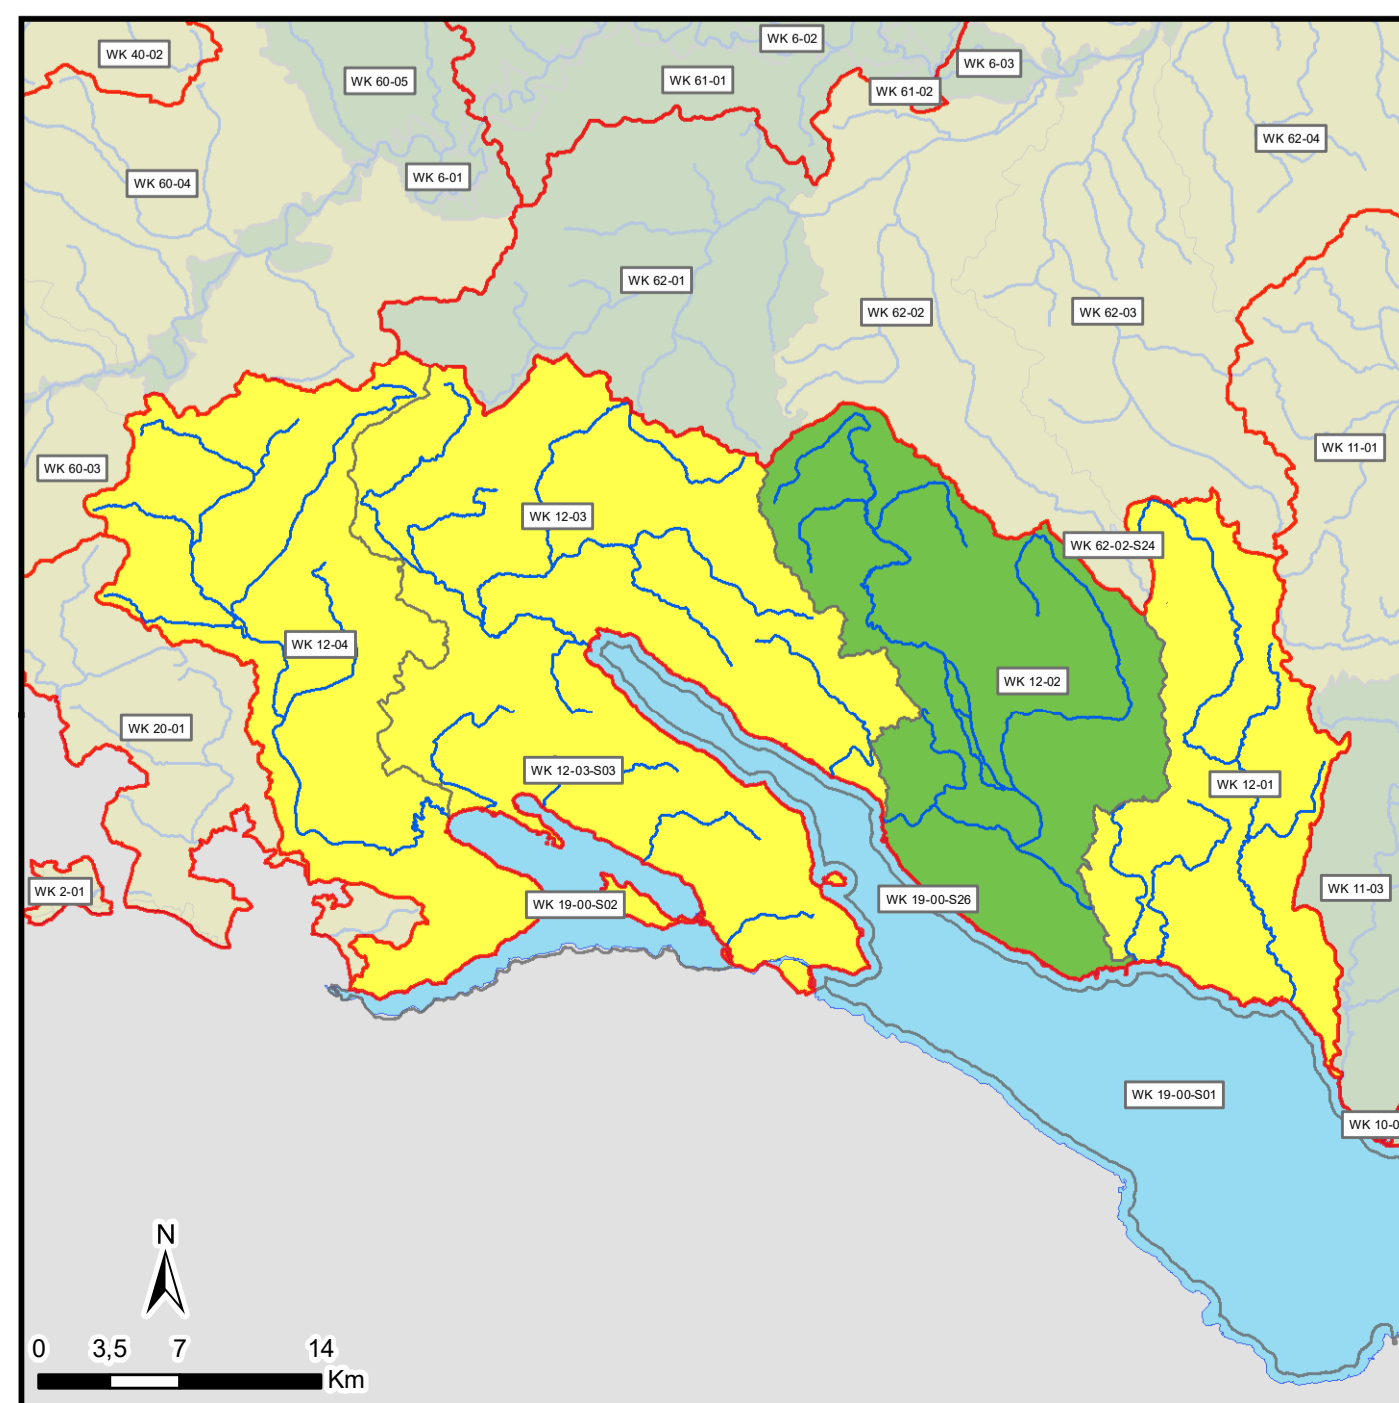 WK 6-02
WK 40-02
WK 6-03
WK 60-05
WK 61-01
WK 61-02
WK 62-04
WK 6-01
WK 60-04
WK 62-01
WK 62-02
WK 62-03
WK 11-01
WK 60-03
WK 12-03
WK 62-02-S24
WK 12-04
WK 12-02
WK 20-01
WK 12-03-S03
WK 12-01
WK 2-01
WK 11-03
WK 19-00-S26
WK 19-00-S02
WK 19-00-S01
WK 10-0
N
0 3,5 7 14
Km